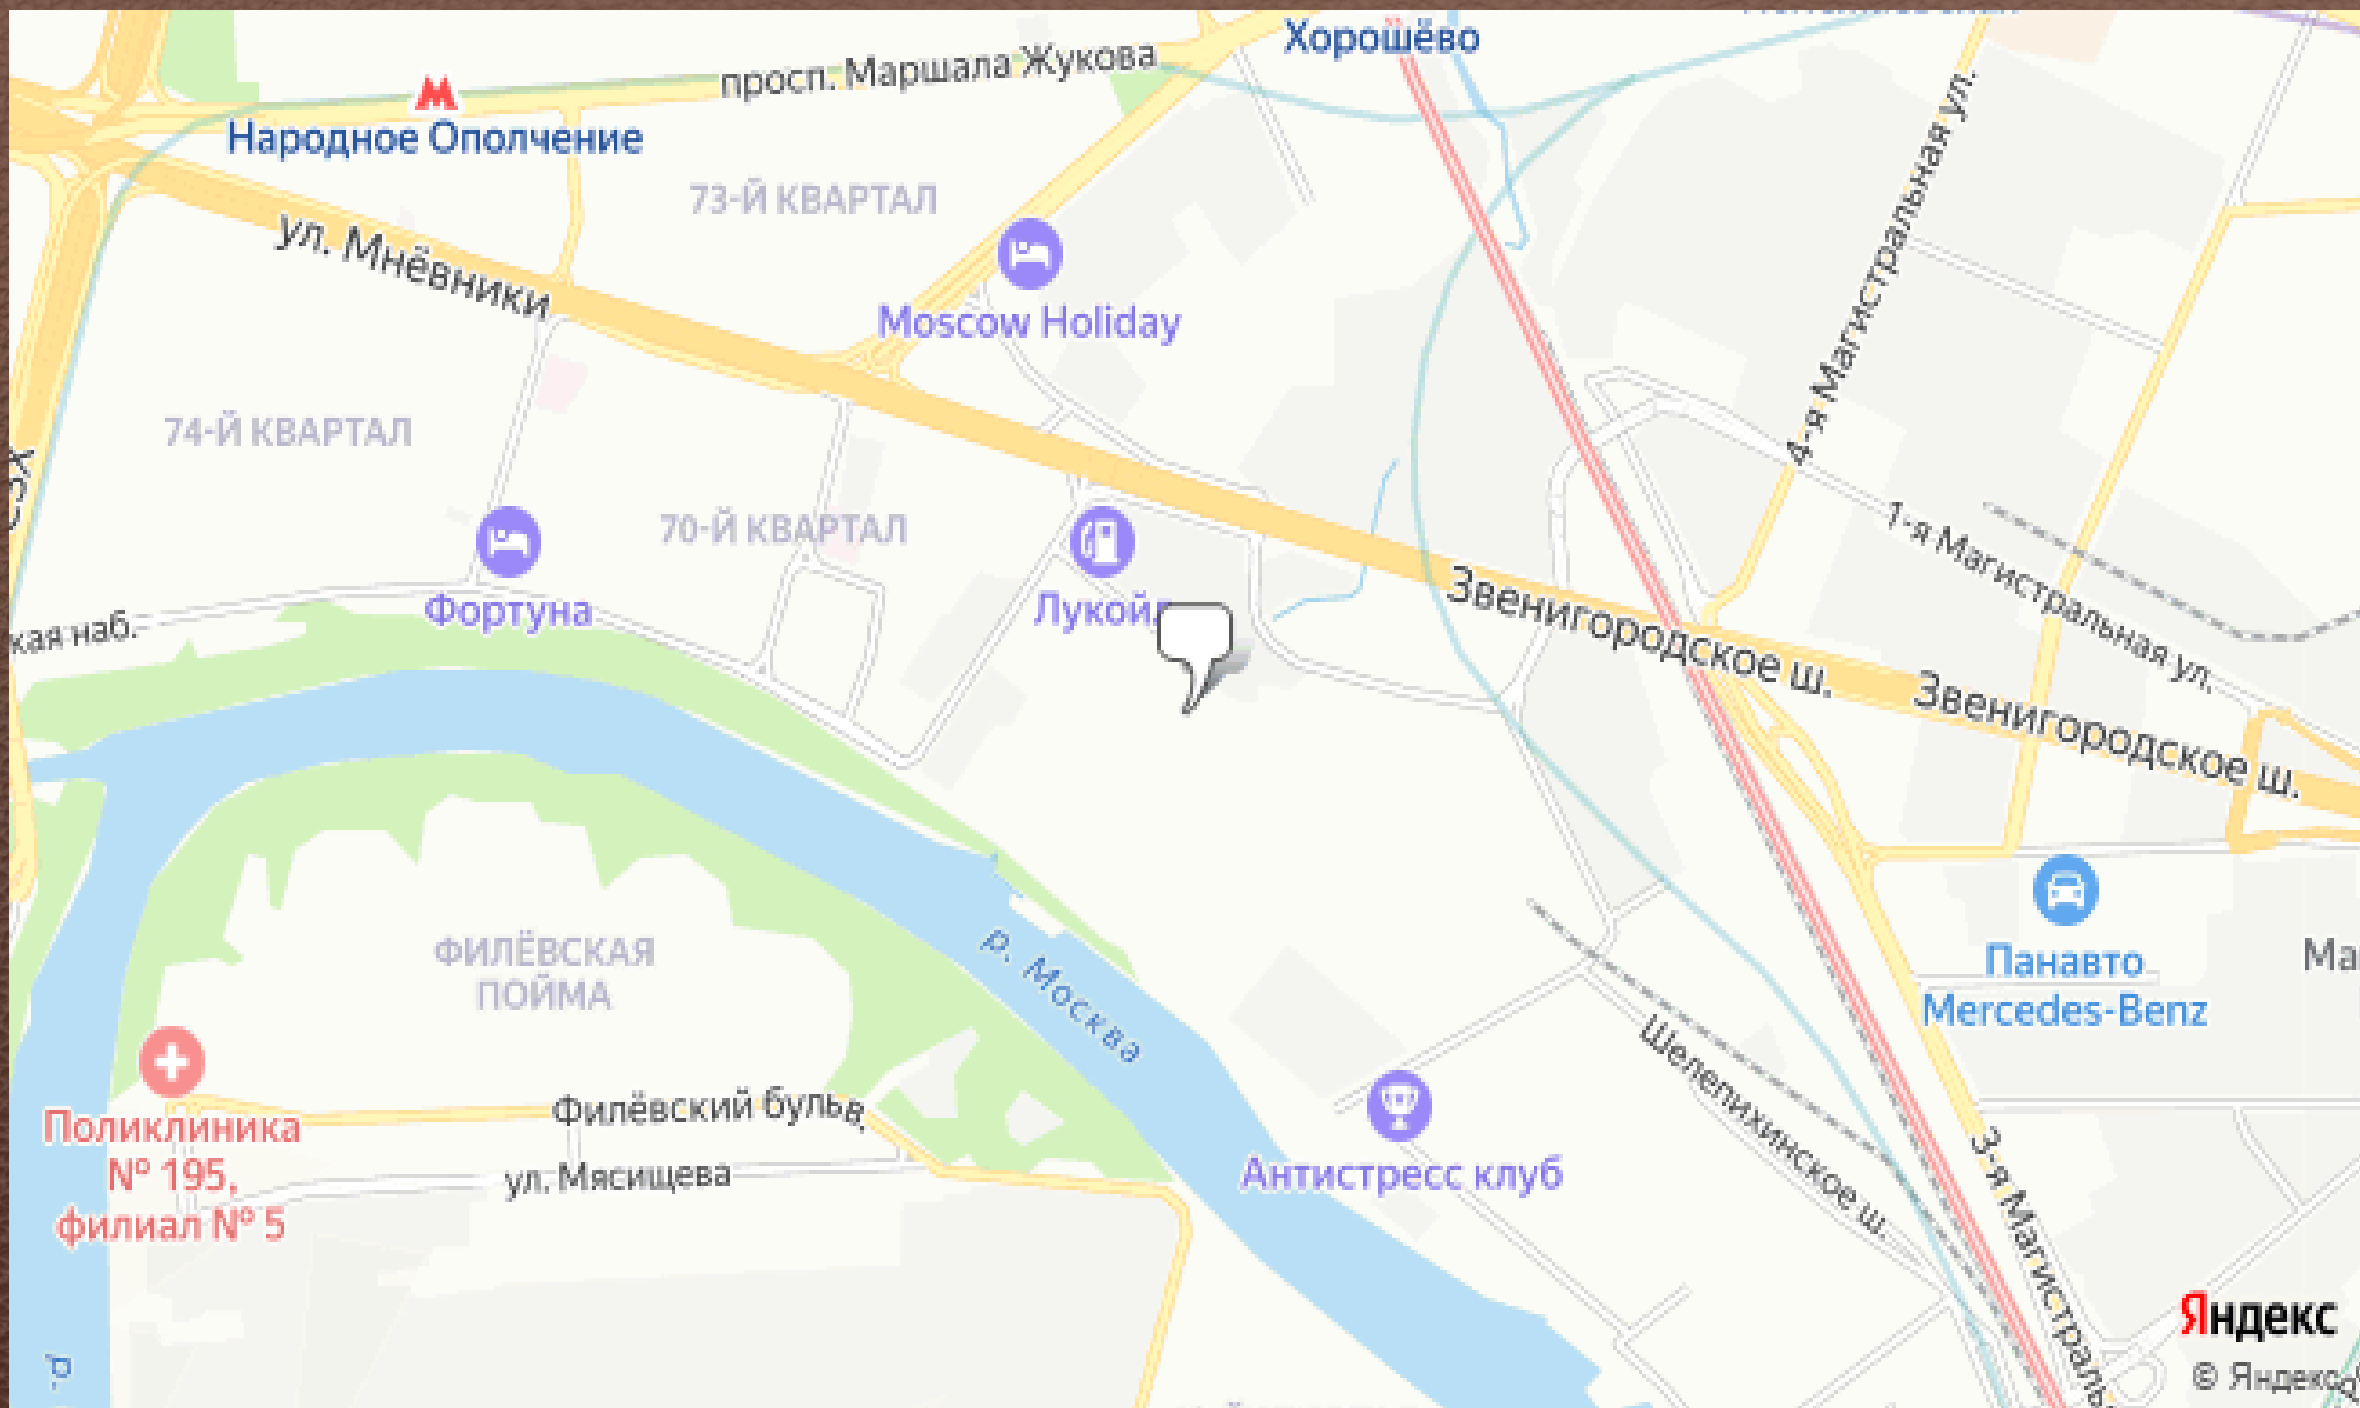 Хорошёво
просп. Маршала Жукова
Народное Ополчение
4-я Магистральная ул.
73-Й КВАРТАЛ
ул. Мнёвники
Moscow Holiday
74-Й КВАРТАЛ
70-Й КВАРТАЛ
1-я Магистральная ул.
Фортуна
Лукойл
Звенигородское ш.
Звенигородское ш.
кая наб.
ФИЛЁВСКАЯ
ПОЙМА
р. Москва
Панавто
Mercedes-Benz
Ма
Шелепихинское ш.
Поликлиника
№ 195,
филиал № 5
Филёвский бульв.
ул. Мясищева
Антистресс клуб
3-я Магистраль
Яндекс
© Яндекс
р.